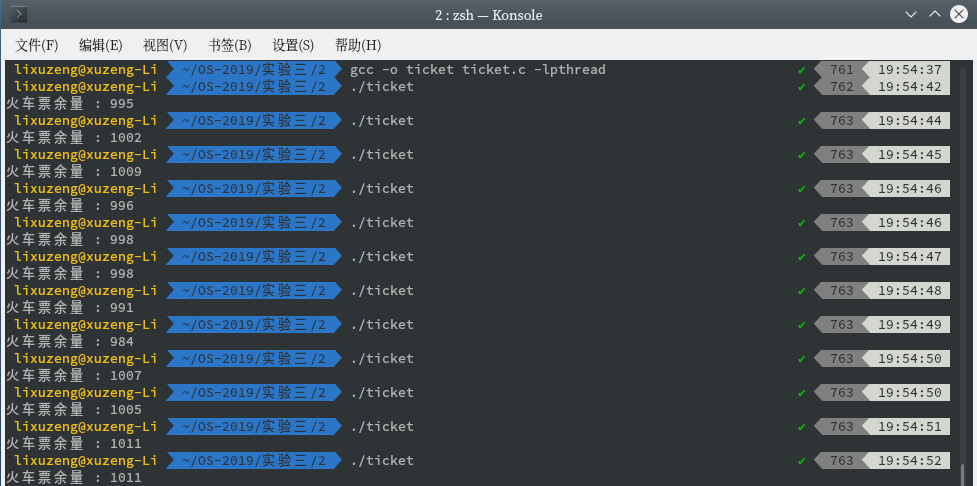 2 : zsh — Konsole
文件(F) 编辑(E) 视图(V) 书签(B) 设置(S) 帮助(H)
lixuzeng@xuzeng-Li ~/OS-2019/实验三/2 gcc -o ticket ticket.c -lpthread ✔ 761 19:54:37
lixuzeng@xuzeng-Li ~/OS-2019/实验三/2 ./ticket ✔ 762 19:54:42
火车票余量 : 995
lixuzeng@xuzeng-Li ~/OS-2019/实验三/2 ./ticket ✔ 763 19:54:44
火车票余量 : 1002
lixuzeng@xuzeng-Li ~/OS-2019/实验三/2 ./ticket ✔ 763 19:54:45
火车票余量 : 1009
lixuzeng@xuzeng-Li ~/OS-2019/实验三/2 ./ticket ✔ 763 19:54:46
火车票余量 : 996
lixuzeng@xuzeng-Li ~/OS-2019/实验三/2 ./ticket ✔ 763 19:54:46
火车票余量 : 998
lixuzeng@xuzeng-Li ~/OS-2019/实验三/2 ./ticket ✔ 763 19:54:47
火车票余量 : 998
lixuzeng@xuzeng-Li ~/OS-2019/实验三/2 ./ticket ✔ 763 19:54:48
火车票余量 : 991
lixuzeng@xuzeng-Li ~/OS-2019/实验三/2 ./ticket ✔ 763 19:54:49
火车票余量 : 984
lixuzeng@xuzeng-Li ~/OS-2019/实验三/2 ./ticket ✔ 763 19:54:50
火车票余量 : 1007
lixuzeng@xuzeng-Li ~/OS-2019/实验三/2 ./ticket ✔ 763 19:54:50
火车票余量 : 1005
lixuzeng@xuzeng-Li ~/OS-2019/实验三/2 ./ticket ✔ 763 19:54:51
火车票余量 : 1011
lixuzeng@xuzeng-Li ~/OS-2019/实验三/2 ./ticket ✔ 763 19:54:52
火车票余量 : 1011